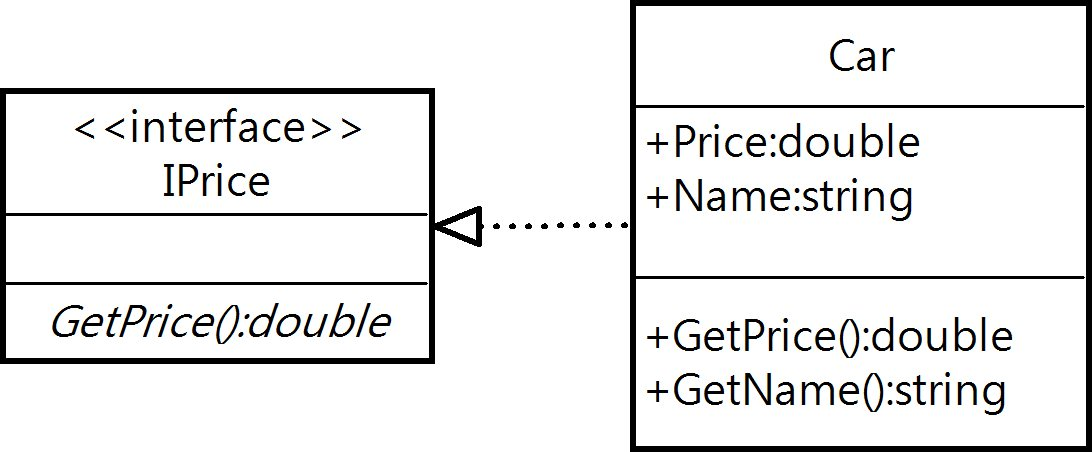 <<interface>>
IPrice
GetPrice():double
Car
+Price:double
+Name:string
+GetPrice():double
+GetName():string